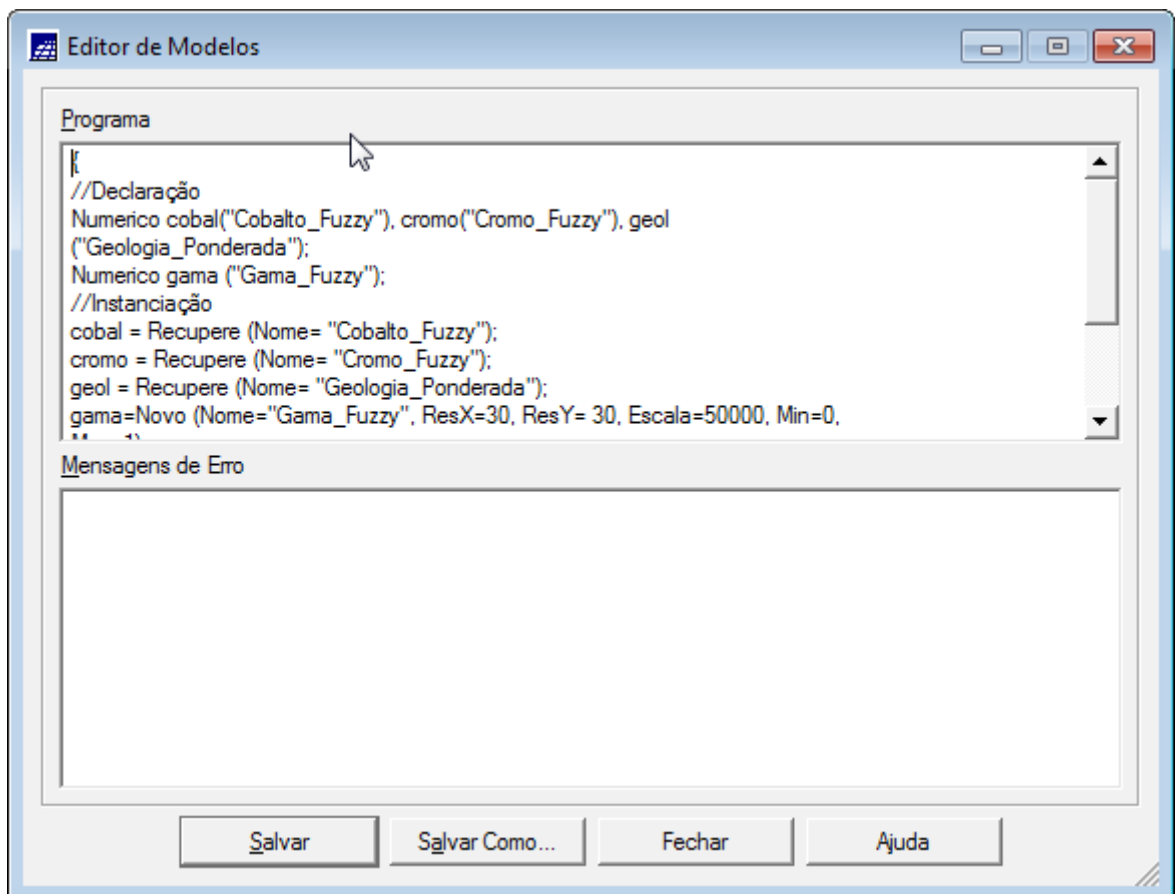 Editor de Modelos
Programa
{
//Declaração
Numerico cobal("Cobalto_Fuzzy"), cromo("Cromo_Fuzzy"), geol
("Geologia_Ponderada");
Numerico gama ("Gama_Fuzzy");
//Instanciação
cobal = Recupere (Nome= "Cobalto_Fuzzy");
cromo = Recupere (Nome= "Cromo_Fuzzy");
geol = Recupere (Nome= "Geologia_Ponderada");
gama=Novo (Nome="Gama_Fuzzy", ResX=30, ResY= 30, Escala=50000, Min=0,
Mensagens de Erro
Salvar
Salvar Como...
Fechar
Ajuda